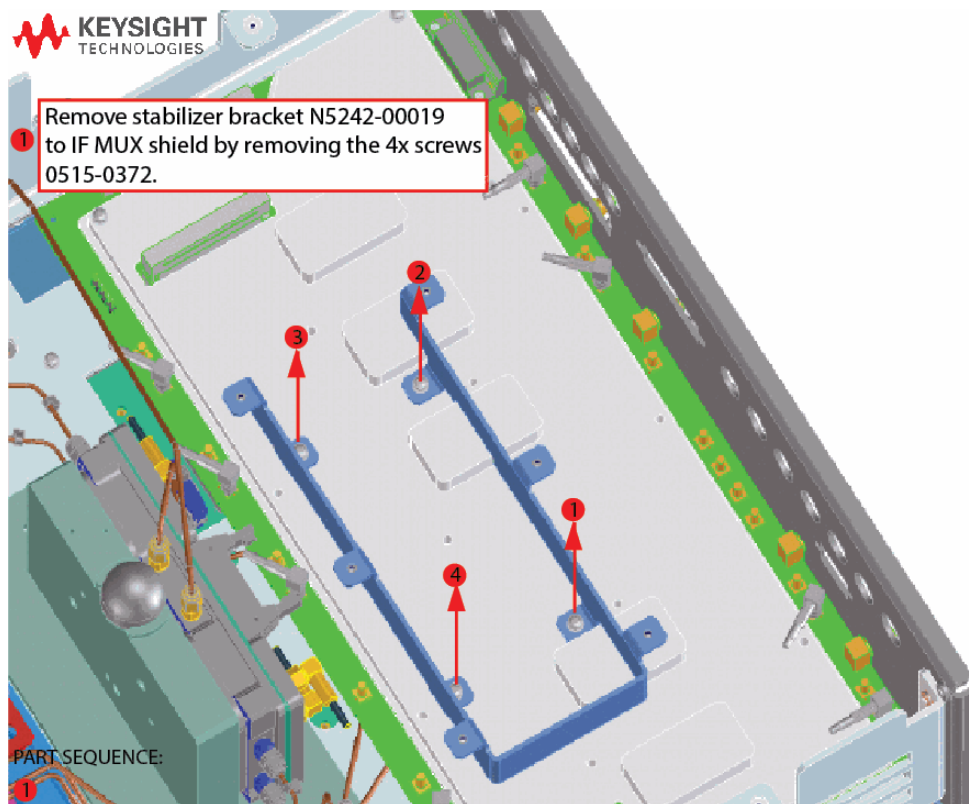 KEYSIGHT
TECHNOLOGIES
1
Remove stabilizer bracket N5242-00019
to IF MUX shield by removing the 4x screws
0515-0372.
2
3
1
4
PART SEQUENCE:
1